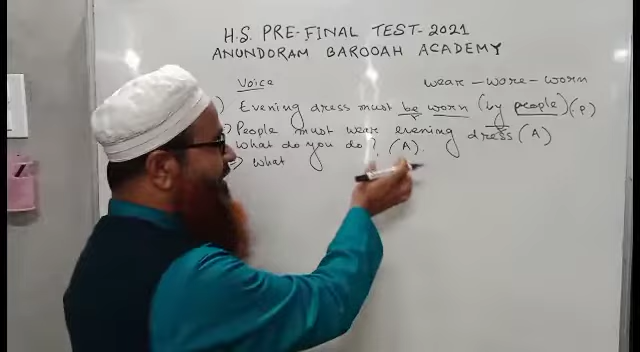 H.S. PRE-FINAL TEST-2021
ANUNDORAM BAROOAH ACADEMY
Voice wear - wore - worn
) Evening dress must be worn (by people) (P)
People must wear evening dress (A)
What do you do? (A).
What